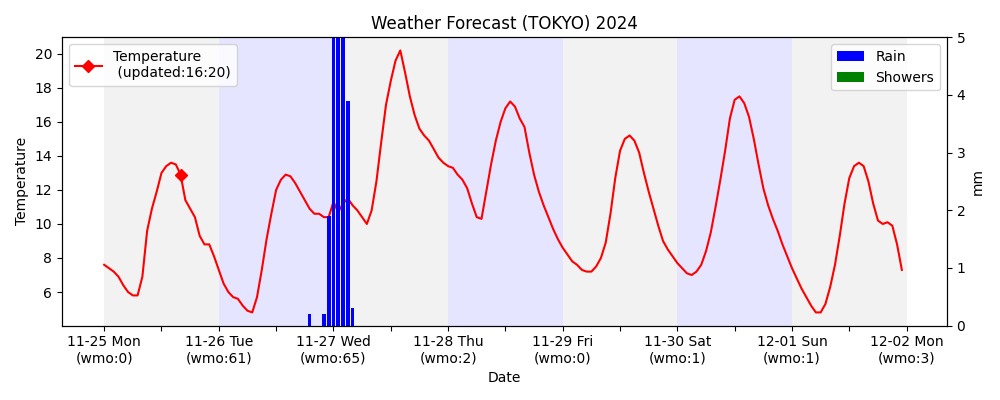 Weather Forecast (TOKYO) 2024
Temperature
(updated:16:20)
Rain
Showers
20
18
16
14
12
10
8
6
Temperature
5
4
3
2
1
0
mm
11-25 Mon
(wmo:0)
11-26 Tue
(wmo:61)
11-27 Wed
(wmo:65)
11-28 Thu
(wmo:2)
11-29 Fri
(wmo:0)
11-30 Sat
(wmo:1)
12-01 Sun
(wmo:1)
12-02 Mon
(wmo:3)
Date